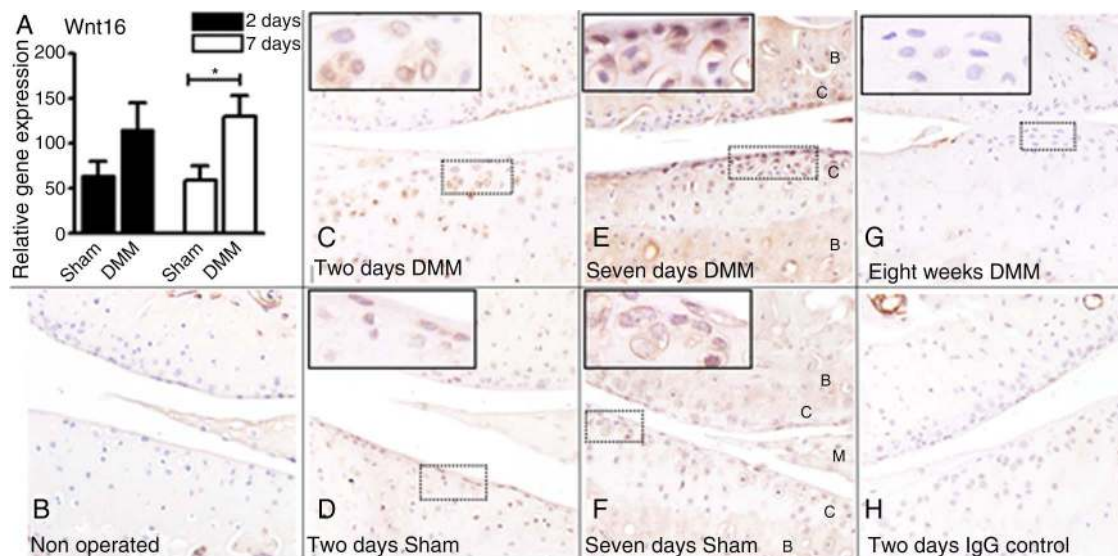 A
Wnt16
2 days
7 days
Relative gene expression
200
150
100
50
0
*
Sham
DMM
Sham
DMM
C
Two days DMM
B
C
C
B
E
Seven days DMM
G
Eight weeks DMM
B
Non operated
D
Two days Sham
B
C
M
C
B
F
Seven days Sham
H
Two days IgG control